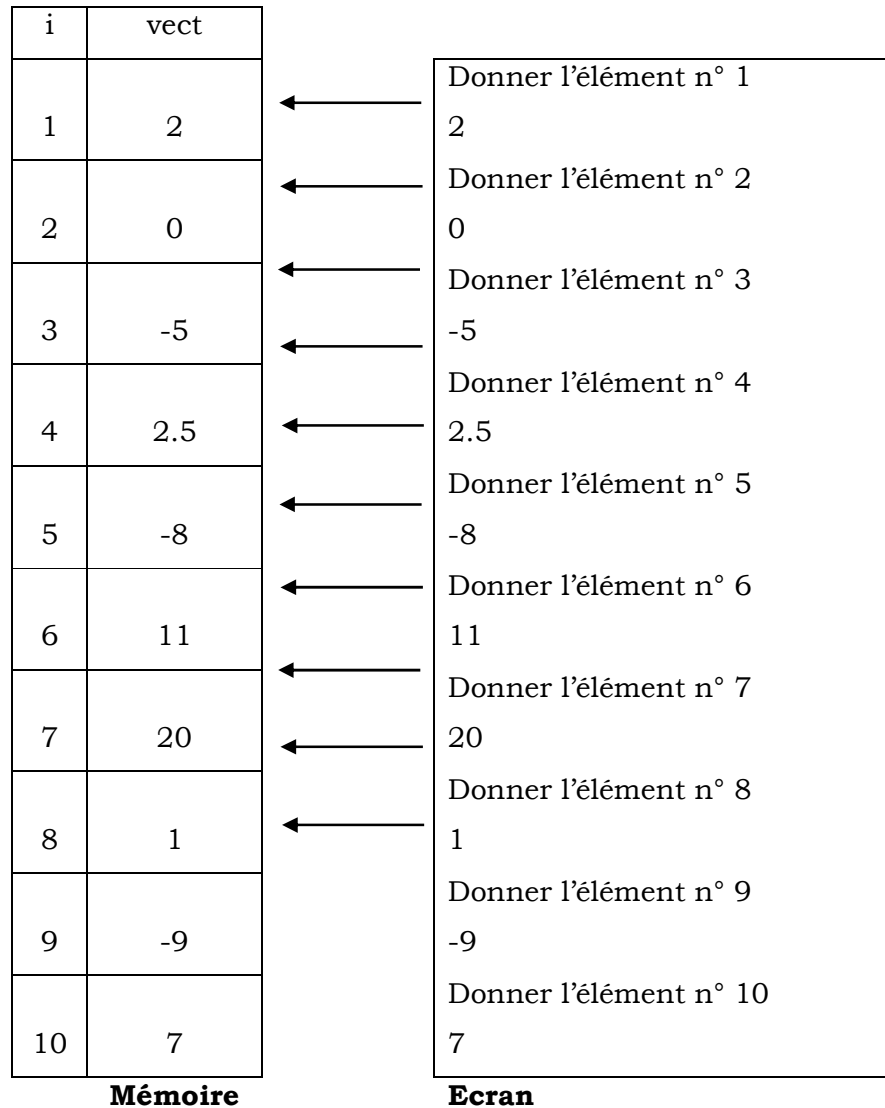 i vect
1 2
2 0
3 -5
4 2.5
5 -8
6 11
7 20
8 1
9 -9
10 7
Mémoire
Donner l’élément n° 1
2
Donner l’élément n° 2
0
Donner l’élément n° 3
-5
Donner l’élément n° 4
2.5
Donner l’élément n° 5
-8
Donner l’élément n° 6
11
Donner l’élément n° 7
20
Donner l’élément n° 8
1
Donner l’élément n° 9
-9
Donner l’élément n° 10
7
Ecran